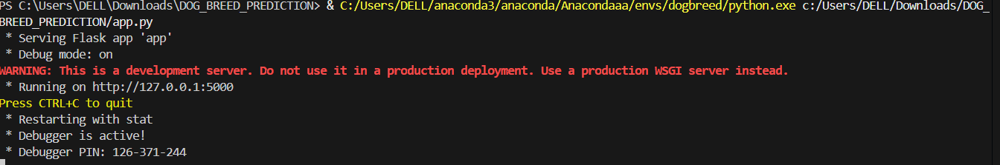 PS C:\Users\DELL\Downloads\DOG_BREED_PREDICTION> & C:/Users/DELL/anaconda3/anaconda/Anacondaaa/envs/dogbreed/python.exe c:/Users/DELL/Downloads/DOG_
BREED_PREDICTION/app.py
 * Serving Flask app 'app'
 * Debug mode: on
WARNING: This is a development server. Do not use it in a production deployment. Use a production WSGI server instead.
 * Running on http://127.0.0.1:5000
Press CTRL+C to quit
 * Restarting with stat
 * Debugger is active!
 * Debugger PIN: 126-371-244